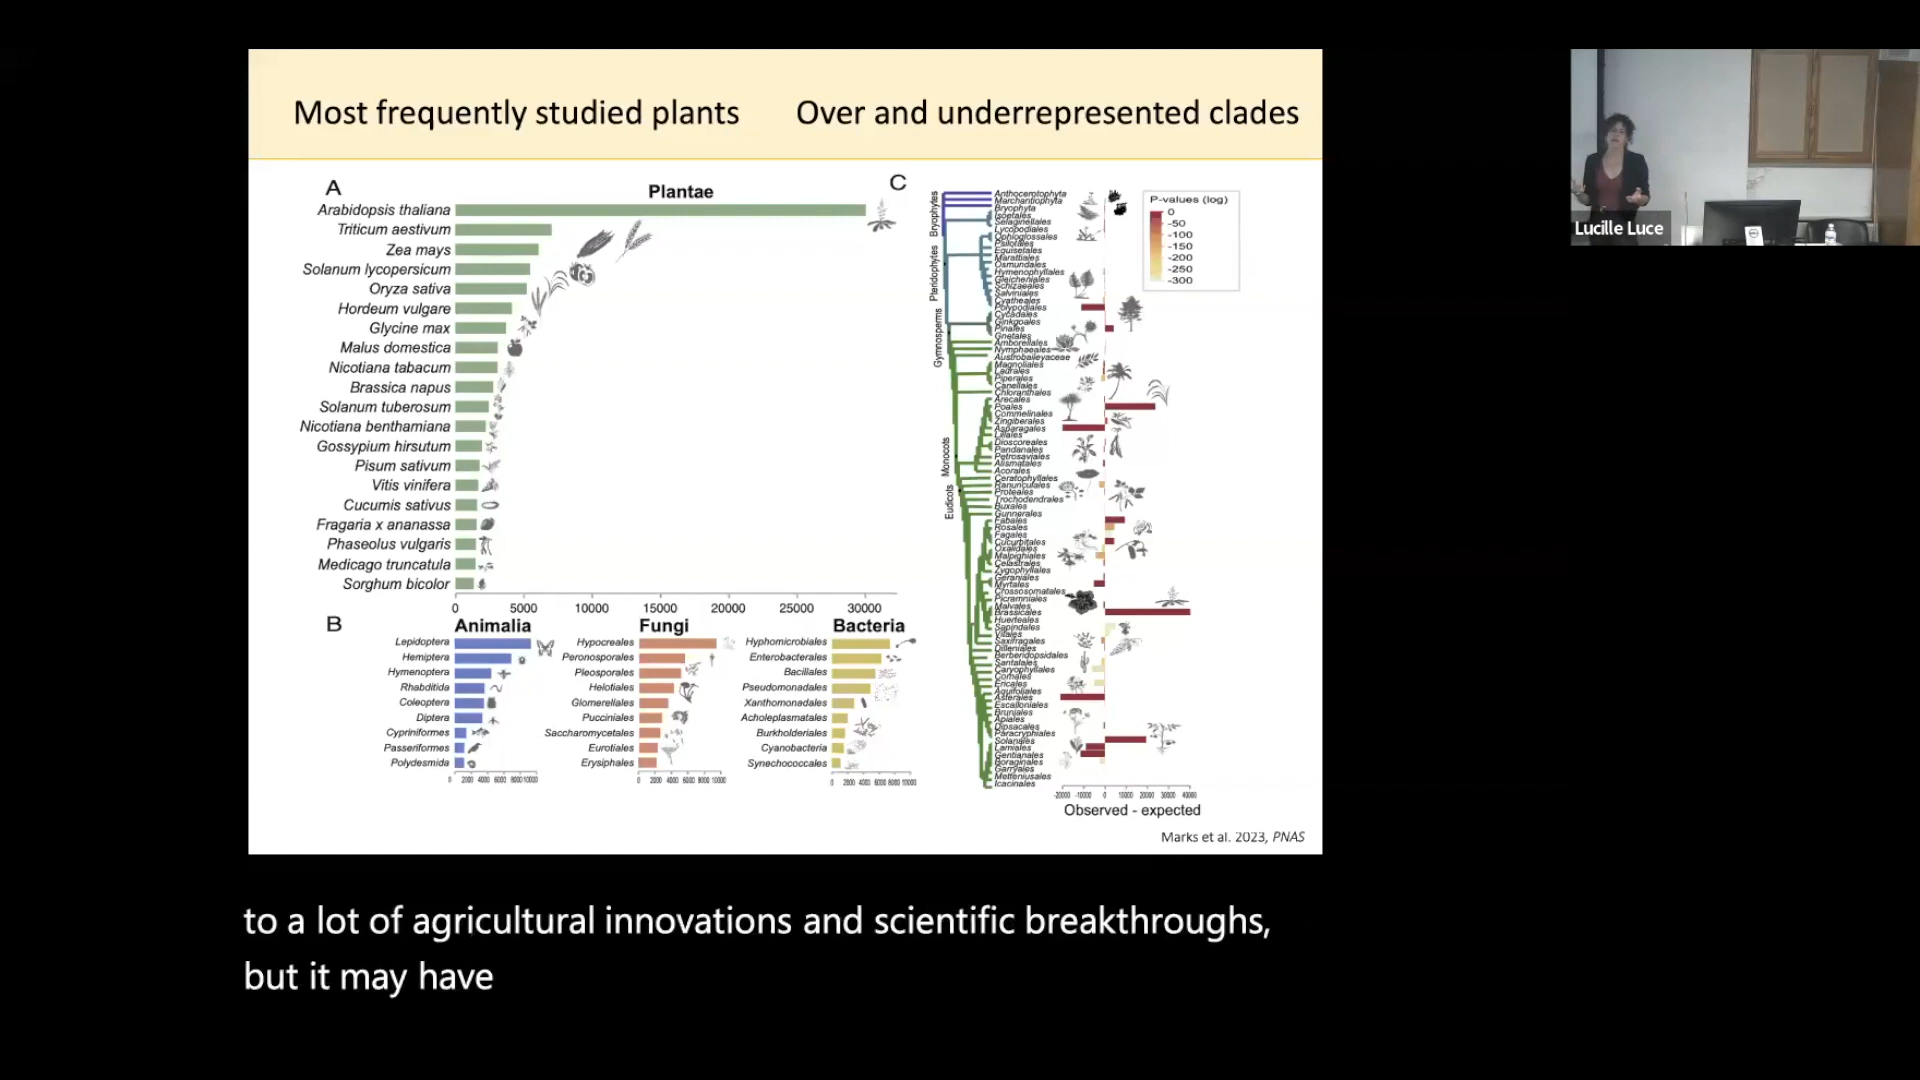 Most frequently studied plants
Over and underrepresented clades
A
Plantae
Arabidopsis thaliana
Triticum aestivum
Zea mays
Solanum lycopersicum
Oryza sativa
Hordeum vulgare
Glycine max
Malus domestica
Nicotiana tabacum
Brassica napus
Solanum tuberosum
Nicotiana benthamiana
Gossypium hirsutum
Pisum sativum
Vitis vinifera
Cucumis sativus
Fragaria x ananassa
Phaseolus vulgaris
Medicago truncatula
Sorghum bicolor
0 5000 10000 15000 20000 25000 30000
B
Animalia
Lepidoptera
Hemiptera
Hymenoptera
Rhabditida
Coleoptera
Diptera
Cypriniformes
Passeriformes
Polydesmida
0 2000 4000 6000 8000 10000
Fungi
Hypocreales
Peronosporales
Pleosporales
Helotiales
Glomerellales
Pucciniales
Saccharomycetales
Eurotiales
Erysiphales
0 2000 4000 6000 8000 10000
Bacteria
Hyphomicrobiales
Enterobacterales
Bacillales
Pseudomonadales
Xanthomonadales
Acholeplasmatales
Burkholderiales
Cyanobacteria
Synechococcales
0 2000 4000 6000 8000 10000
C
Bryophytes
Pteridophytes
Gymnosperms
Monocots
Eudicots
Anthocerotophyta
Marchantiophyta
Bryophyta
Isoetales
Selaginellales
Lycopodiales
Ophioglossales
Psilotales
Equisetales
Marattiales
Osmundales
Hymenophyllales
Gleicheniales
Schizaeales
Salviniales
Cyatheales
Polypodiales
Cycadales
Ginkgoales
Pinales
Gnetales
Amborellales
Nymphaeales
Austrobaileyaceae
Magnoliales
Laurales
Piperales
Canellales
Chloranthales
Arecales
Poales
Commelinales
Zingiberales
Asparagales
Liliales
Dioscoreales
Pandanales
Petrosaviales
Alismatales
Acorales
Ceratophyllales
Ranunculales
Proteales
Trochodendrales
Buxales
Gunnerales
Fabales
Rosales
Fagales
Cucurbitales
Oxalidales
Malpighiales
Celastrales
Zygophyllales
Geraniales
Myrtales
Crossosomatales
Picramniales
Malvales
Brassicales
Huerteales
Sapindales
Vitales
Saxifragales
Dilleniales
Berberidopsidales
Santalales
Caryophyllales
Cornales
Ericales
Aquifoliales
Asterales
Escalloniales
Bruniales
Apiales
Dipsacales
Paracryphiales
Solanales
Lamiales
Gentianales
Boraginales
Garryales
Metteniusales
Icacinales
P-values (log)
0
-50
-100
-150
-200
-250
-300
-20000 -10000 0 10000 20000 30000 40000
Observed - expected
Marks et al. 2023, PNAS
Lucille Luce
to a lot of agricultural innovations and scientific breakthroughs,
but it may have